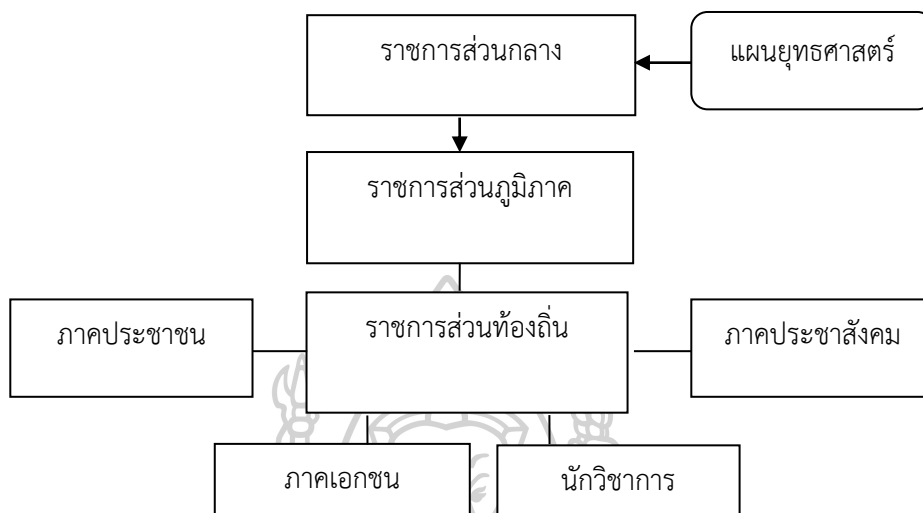 ราชการส่วนกลาง
แผนยุทธศาสตร์
ราชการส่วนภูมิภาค
ภาคประชาชน
ราชการส่วนท้องถิ่น
ภาคประชาสังคม
ภาคเอกชน
นักวิชาการ